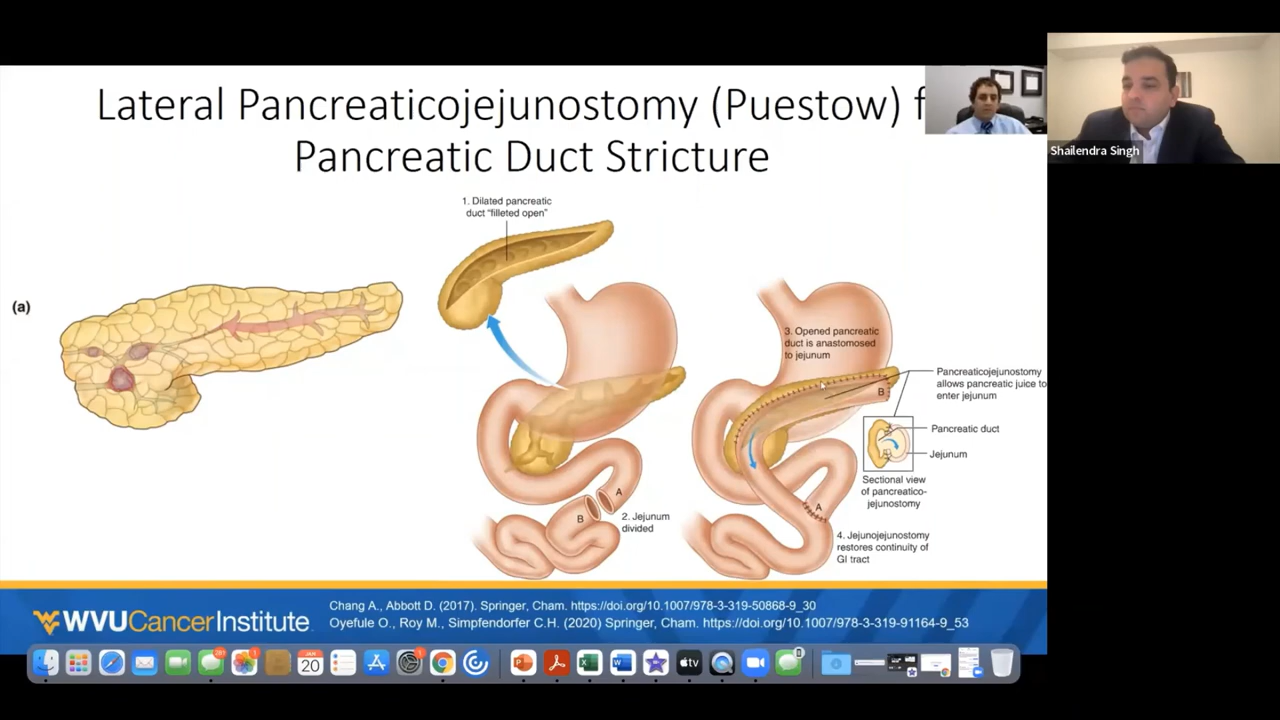 Lateral Pancreaticojejunostomy (Puestow) f
Pancreatic Duct Stricture
Shailendra Singh
(a)
1. Dilated pancreatic
duct "filleted open"
A
B
2. Jejunum
divided
3. Opened pancreatic
duct is anastomosed
to jejunum
B
Pancreaticojejunostomy
allows pancreatic juice to
enter jejunum
Pancreatic duct
Jejunum
Sectional view
of pancreatico-
jejunostomy
A
4. Jejunojejunostomy
restores continuity of
GI tract
WVUCancerInstitute
Chang A., Abbott D. (2017). Springer, Cham. https://doi.org/10.1007/978-3-319-50868-9_30
Oyefule O., Roy M., Simpfendorfer C.H. (2020) Springer, Cham. https://doi.org/10.1007/978-3-319-91164-9_53
JAN
20
tv